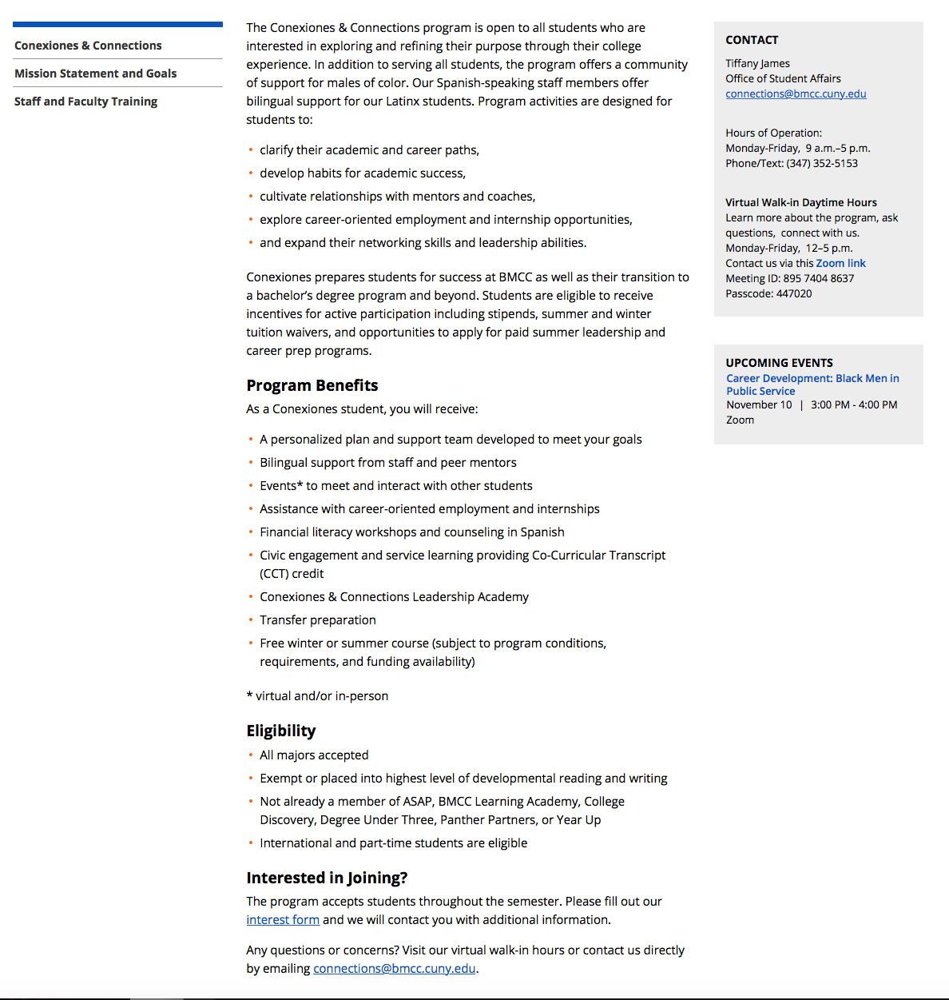 Conexiones & Connections
Mission Statement and Goals
Staff and Faculty Training
The Conexiones & Connections program is open to all students who are
interested in exploring and refining their purpose through their college
experience. In addition to serving all students, the program offers a community
of support for males of color. Our Spanish-speaking staff members offer
bilingual support for our Latinx students. Program activities are designed for
students to:
• clarify their academic and career paths,
• develop habits for academic success,
• cultivate relationships with mentors and coaches,
• explore career-oriented employment and internship opportunities,
• and expand their networking skills and leadership abilities.
Conexiones prepares students for success at BMCC as well as their transition to
a bachelor's degree program and beyond. Students are eligible to receive
incentives for active participation including stipends, summer and winter
tuition waivers, and opportunities to apply for paid summer leadership and
career prep programs.
Program Benefits
As a Conexiones student, you will receive:
• A personalized plan and support team developed to meet your goals
• Bilingual support from staff and peer mentors
• Events* to meet and interact with other students
• Assistance with career-oriented employment and internships
• Financial literacy workshops and counseling in Spanish
• Civic engagement and service learning providing Co-Curricular Transcript
(CCT) credit
• Conexiones & Connections Leadership Academy
• Transfer preparation
• Free winter or summer course (subject to program conditions,
requirements, and funding availability)
* virtual and/or in-person
Eligibility
• All majors accepted
• Exempt or placed into highest level of developmental reading and writing
• Not already a member of ASAP, BMCC Learning Academy, College
Discovery, Degree Under Three, Panther Partners, or Year Up
• International and part-time students are eligible
Interested in Joining?
The program accepts students throughout the semester. Please fill out our
interest form and we will contact you with additional information.
Any questions or concerns? Visit our virtual walk-in hours or contact us directly
by emailing connections@bmcc.cuny.edu.
CONTACT
Tiffany James
Office of Student Affairs
connections@bmcc.cuny.edu
Hours of Operation:
Monday-Friday, 9 a.m.–5 p.m.
Phone/Text: (347) 352-5153
Virtual Walk-in Daytime Hours
Learn more about the program, ask
questions, connect with us.
Monday-Friday, 12–5 p.m.
Contact us via this Zoom link
Meeting ID: 895 7404 8637
Passcode: 447020
UPCOMING EVENTS
Career Development: Black Men in
Public Service
November 10 | 3:00 PM - 4:00 PM
Zoom